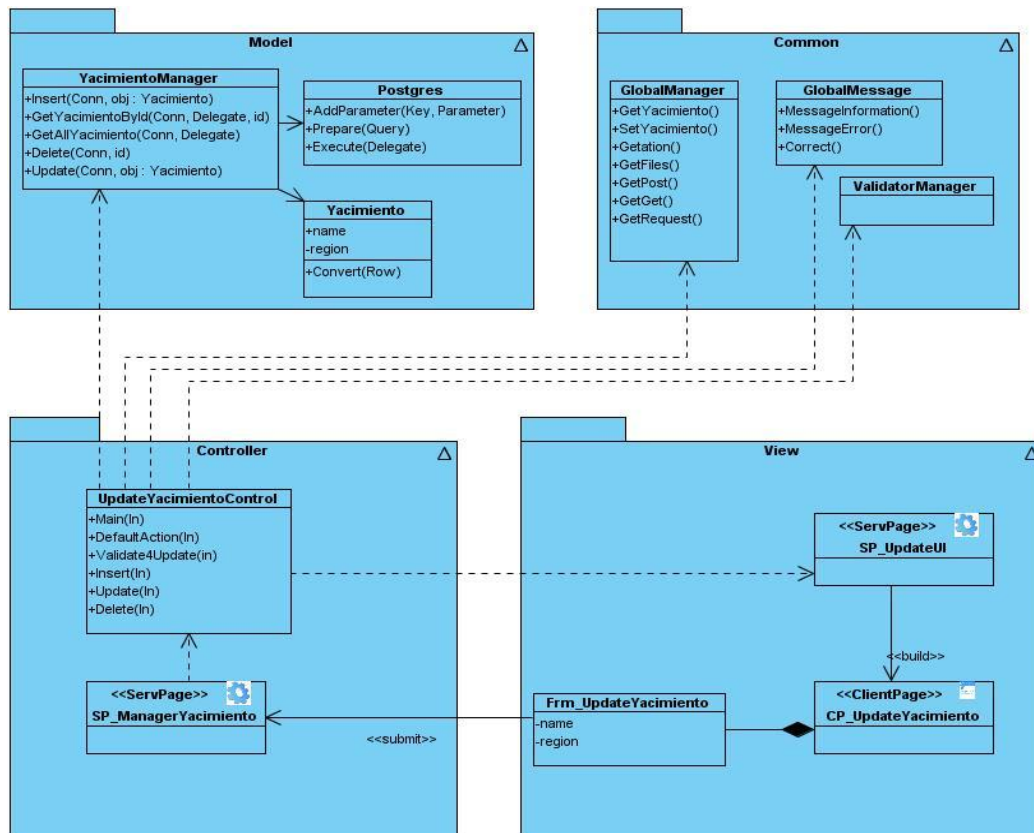 Model
YacimientoManager
+Insert(Conn, obj : Yacimiento)
+GetYacimientoById(Conn, Delegate, id)
+GetAllYacimiento(Conn, Delegate)
+Delete(Conn, id)
+Update(Conn, obj : Yacimiento)
Postgres
+AddParameter(Key, Parameter)
+Prepare(Query)
+Execute(Delegate)
Yacimiento
+name
-region
+Convert(Row)
Common
GlobalManager
+GetYacimiento()
+SetYacimiento()
+Getation()
+GetFiles()
+GetPost()
+GetGet()
+GetRequest()
GlobalMessage
+MessageInformation()
+MessageError()
+Correct()
ValidatorManager
Controller
UpdateYacimientoControl
+Main(In)
+DefaultAction(In)
+Validate4Update(in)
+Insert(In)
+Update(In)
+Delete(In)
<<ServPage>>
SP_ManagerYacimiento
<<submit>>
View
<<ServPage>>
SP_UpdateUI
<<build>>
<<ClientPage>>
CP_UpdateYacimiento
Frm_UpdateYacimiento
-name
-region